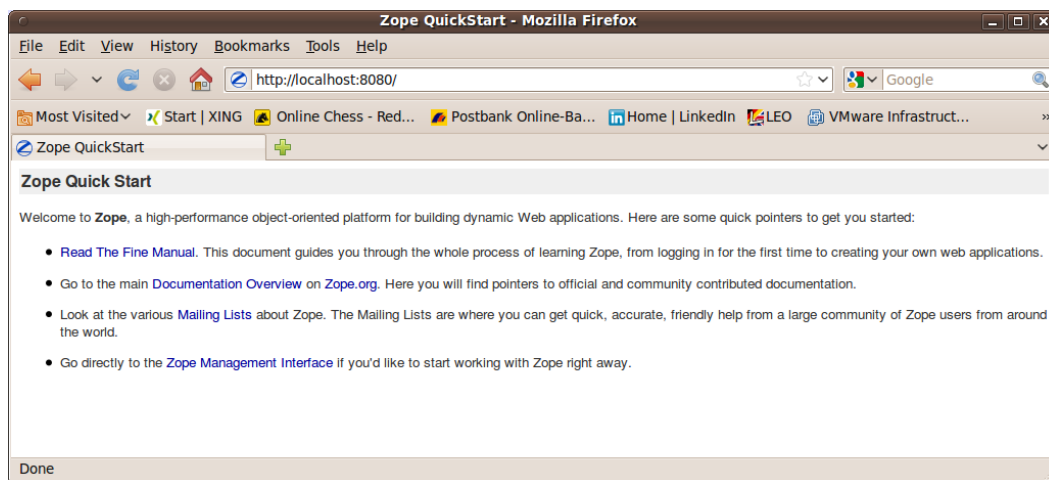 Zope QuickStart - Mozilla Firefox
File Edit View History Bookmarks Tools Help
http://localhost:8080/ Google
Most Visited Start | XING Online Chess - Red... Postbank Online-Ba... Home | LinkedIn LEO VMware Infrastruct... »
Zope QuickStart
Zope Quick Start
Welcome to Zope, a high-performance object-oriented platform for building dynamic Web applications. Here are some quick pointers to get you started:
• Read The Fine Manual. This document guides you through the whole process of learning Zope, from logging in for the first time to creating your own web applications.
• Go to the main Documentation Overview on Zope.org. Here you will find pointers to official and community contributed documentation.
• Look at the various Mailing Lists about Zope. The Mailing Lists are where you can get quick, accurate, friendly help from a large community of Zope users from around
the world.
• Go directly to the Zope Management Interface if you'd like to start working with Zope right away.
Done